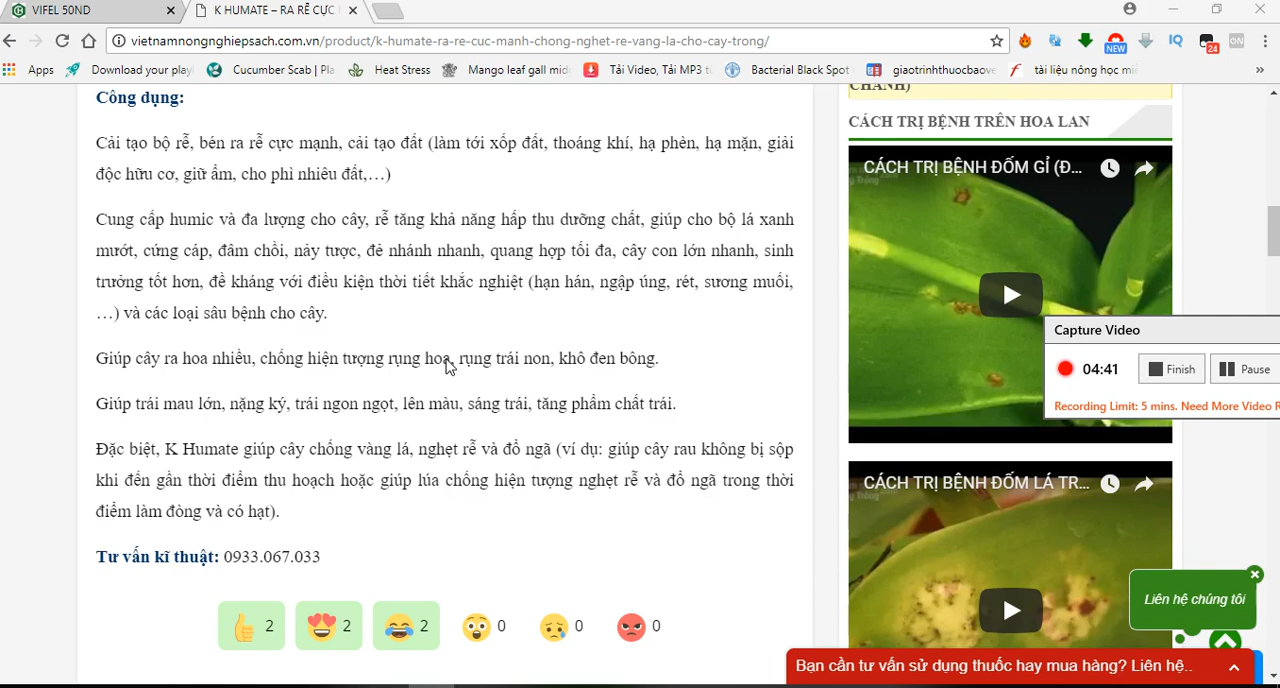 VIFEL 50ND
K HUMATE – RA RỄ CỰC
vietnamnongnghiepsach.com.vn/product/k-humate-ra-re-cuc-manh-chong-nghet-re-vang-la-cho-cay-trong/
NEW
IQ
24
ON
Apps
Download your play
Cucumber Scab | Pla
Heat Stress
Mango leaf gall mid
Tải Video, Tải MP3 t
Bacterial Black Spot
giaotrinhthuocbaove
tài liệu nông học mi
»
Công dụng:
Cải tạo bộ rễ, bén ra rễ cực mạnh, cải tạo đất (làm tới xốp đất, thoáng khí, hạ phèn, hạ mặn, giải
độc hữu cơ, giữ ẩm, cho phì nhiêu đất,…)
Cung cấp humic và đa lượng cho cây, rễ tăng khả năng hấp thu dưỡng chất, giúp cho bộ lá xanh
mướt, cứng cáp, đâm chồi, nảy tược, đẻ nhánh nhanh, quang hợp tối đa, cây con lớn nhanh, sinh
trưởng tốt hơn, đề kháng với điều kiện thời tiết khắc nghiệt (hạn hán, ngập úng, rét, sương muối,
…) và các loại sâu bệnh cho cây.
Giúp cây ra hoa nhiều, chống hiện tượng rụng hoa, rụng trái non, khô đen bông.
Giúp trái mau lớn, nặng ký, trái ngon ngọt, lên màu, sáng trái, tăng phẩm chất trái.
Đặc biệt, K Humate giúp cây chống vàng lá, nghẹt rễ và đổ ngã (ví dụ: giúp cây rau không bị sộp
khi đến gần thời điểm thu hoạch hoặc giúp lúa chống hiện tượng nghẹt rễ và đổ ngã trong thời
điểm làm đòng và có hạt).
Tư vấn kĩ thuật: 0933.067.033
2
2
2
0
0
0
CHANH)
CÁCH TRỊ BỆNH TRÊN HOA LAN
CÁCH TRỊ BỆNH ĐỐM GỈ (Đ...
Capture Video
04:41
Finish
Pause
Recording Limit: 5 mins. Need More Video R
CÁCH TRỊ BỆNH ĐỐM LÁ TR...
Liên hệ chúng tôi
Bạn cần tư vấn sử dụng thuốc hay mua hàng? Liên hệ..